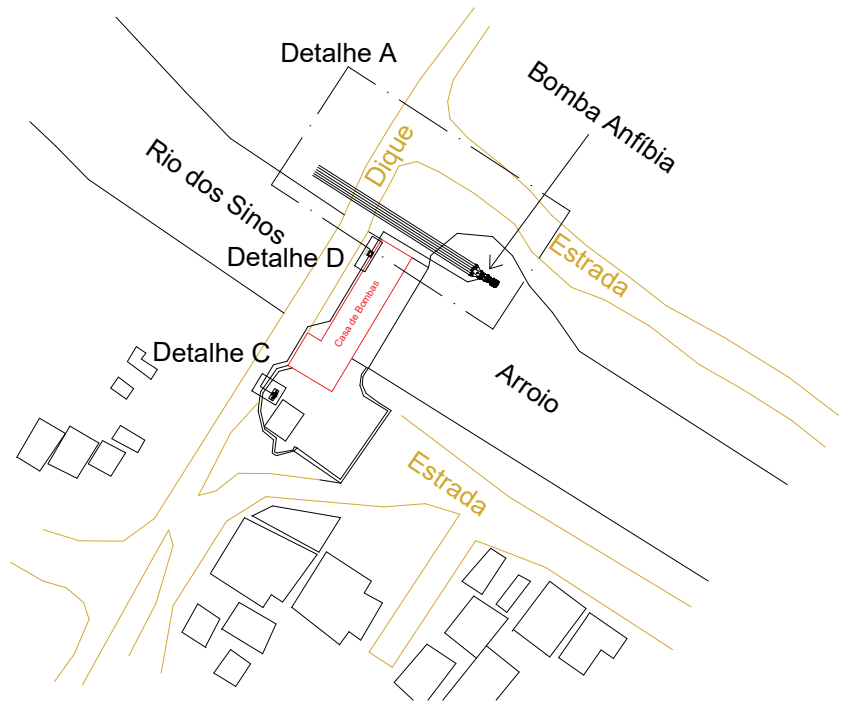 Detalhe A
Bomba Anfíbia
Dique
Rio dos Sinos
Detalhe D
Estrada
Casa de Bombas
Detalhe C
Arroio
Estrada